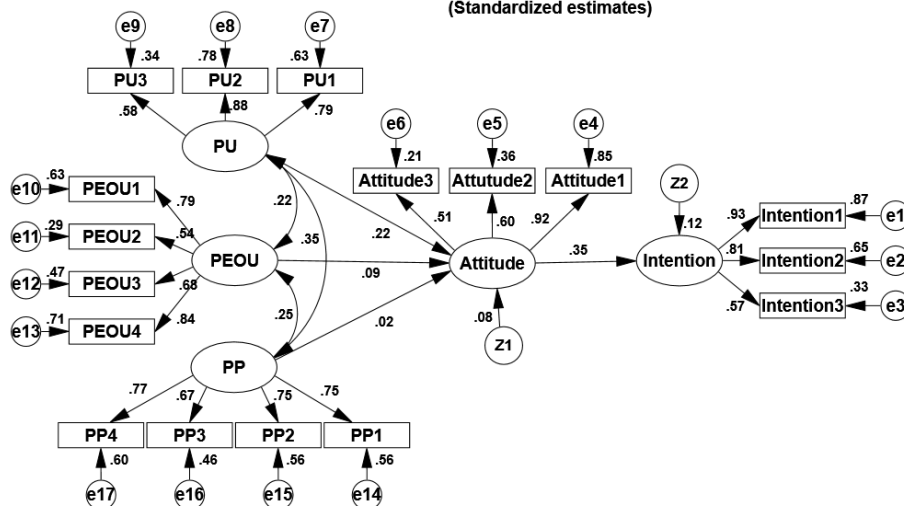 (Standardized estimates)
e9 e8 e7
.34 .78 .63
PU3 PU2 PU1
.58 .88 .79
PU
e6 e5 e4
.21 .36 .85
Attitude3 Attutude2 Attitude1
.51 .60 .92
e10 .63 PEOU1 .79
e11 .29 PEOU2 .54
e12 .47 PEOU3 .68
e13 .71 PEOU4 .84
PEOU
.22 .35 .22
.09
.25 .02
Attitude .35 Intention
.08
Z1
Z2
.12
.93 Intention1 .87 e1
.81 Intention2 .65 e2
.57 Intention3 .33 e3
PP
.77 .67 .75 .75
PP4 PP3 PP2 PP1
.60 .46 .56 .56
e17 e16 e15 e14